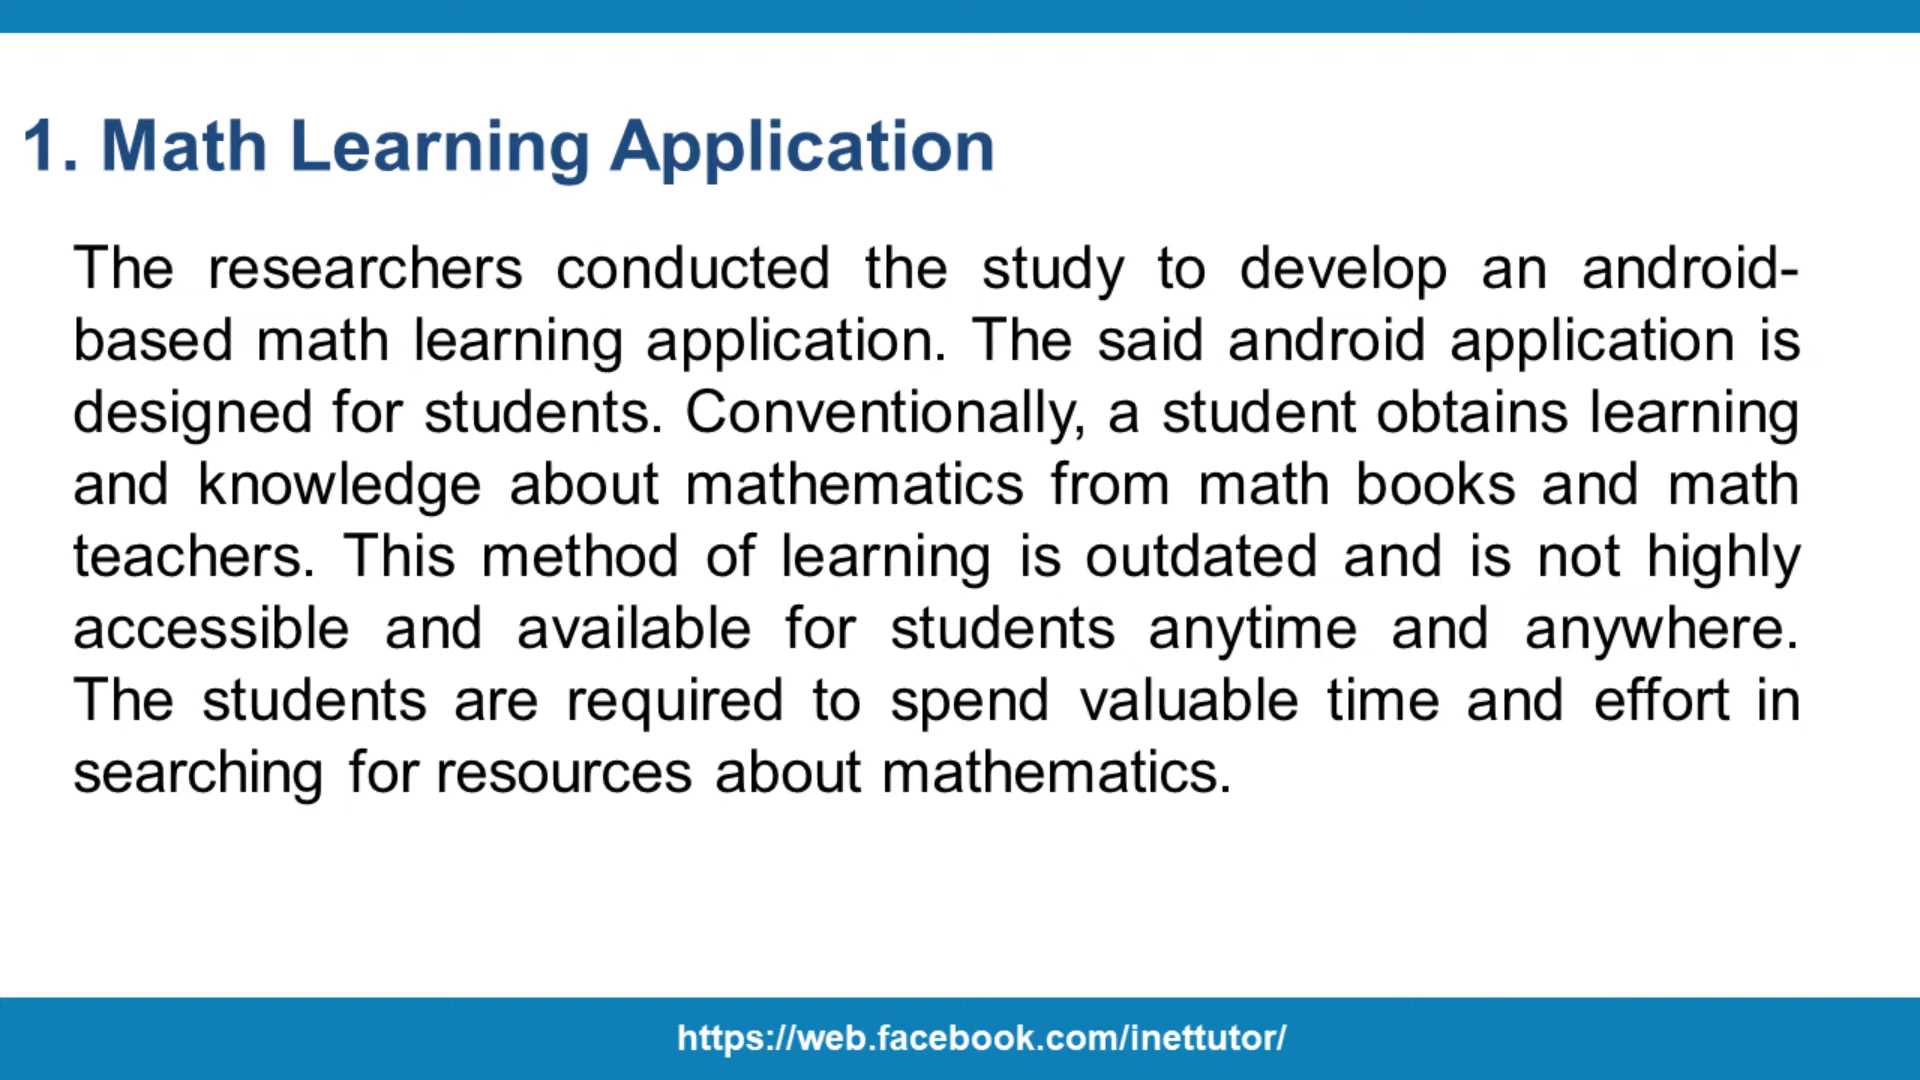 1. Math Learning Application
The researchers conducted the study to develop an android-
based math learning application. The said android application is
designed for students. Conventionally, a student obtains learning
and knowledge about mathematics from math books and math
teachers. This method of learning is outdated and is not highly
accessible and available for students anytime and anywhere.
The students are required to spend valuable time and effort in
searching for resources about mathematics.
https://web.facebook.com/inettutor/